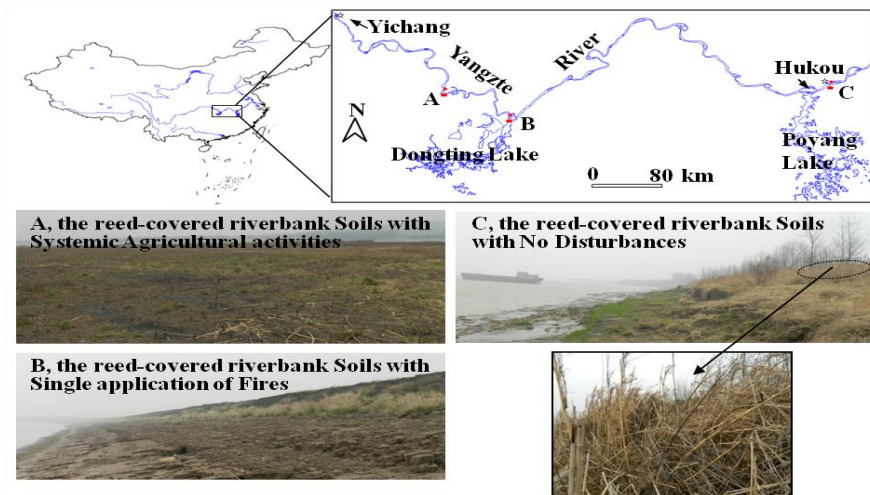 Yichang
Yangzte
River
Hukou
N
A
B
C
Dongting Lake
Poyang
Lake
0 80 km
A, the reed-covered riverbank Soils with
Systemic Agricultural activities
C, the reed-covered riverbank Soils
with No Disturbances
B, the reed-covered riverbank Soils with
Single application of Fires